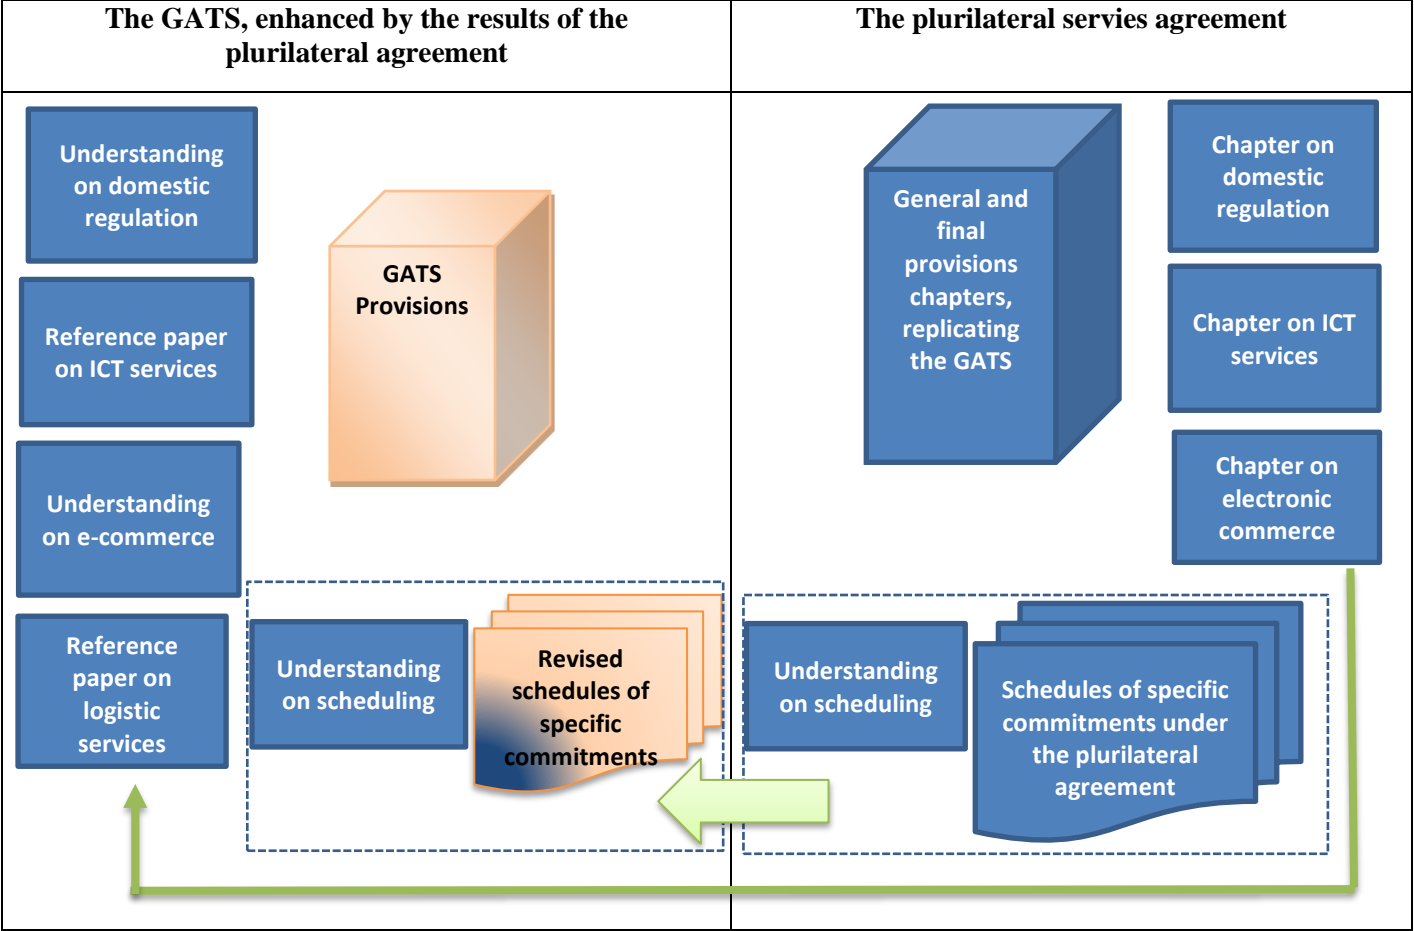 The GATS, enhanced by the results of the
plurilateral agreement
The plurilateral servies agreement
Understanding
on domestic
regulation
Reference paper
on ICT services
Understanding
on e-commerce
Reference
paper on
logistic
services
GATS
Provisions
Understanding
on scheduling
Revised
schedules of
specific
commitments
General and
final
provisions
chapters,
replicating
the GATS
Chapter on
domestic
regulation
Chapter on ICT
services
Chapter on
electronic
commerce
Understanding
on scheduling
Schedules of specific
commitments under
the plurilateral
agreement